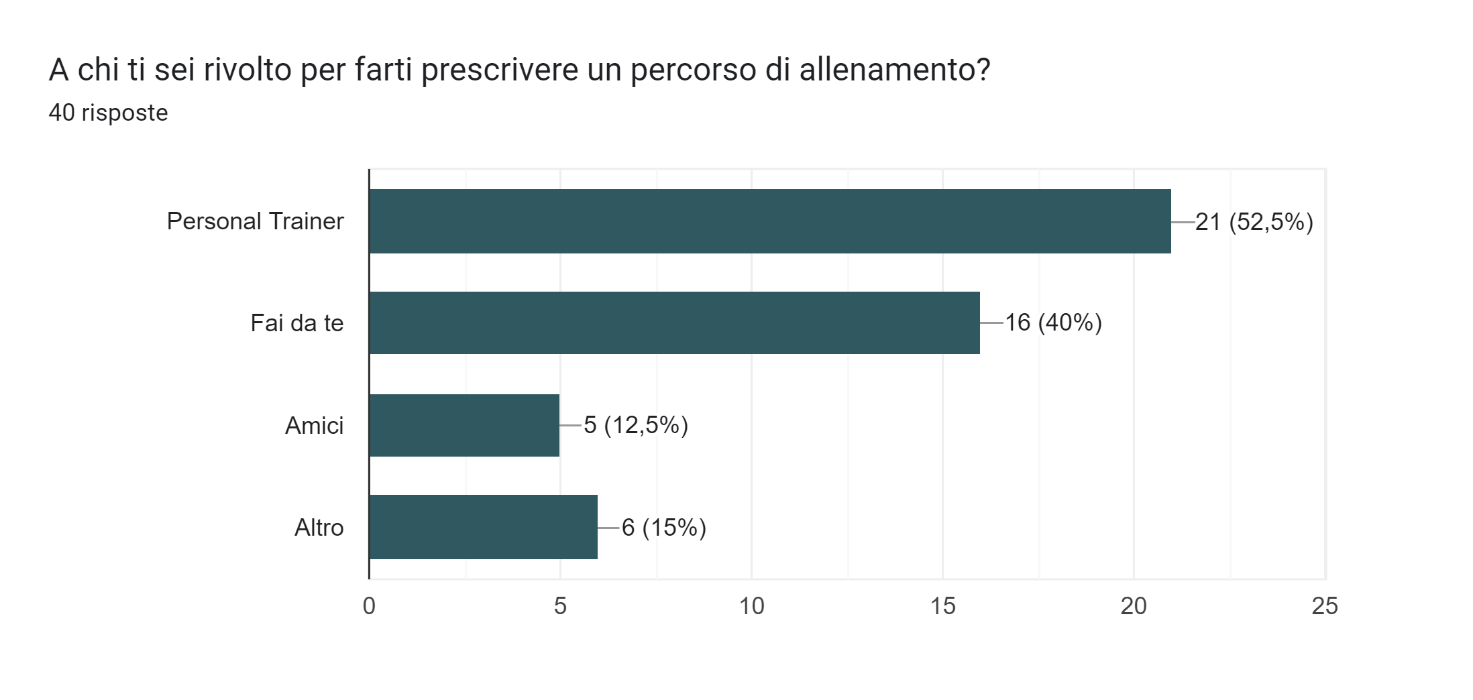 A chi ti sei rivolto per farti prescrivere un percorso di allenamento?
40 risposte
Personal Trainer 21 (52,5%)
Fai da te 16 (40%)
Amici 5 (12,5%)
Altro 6 (15%)
0 5 10 15 20 25